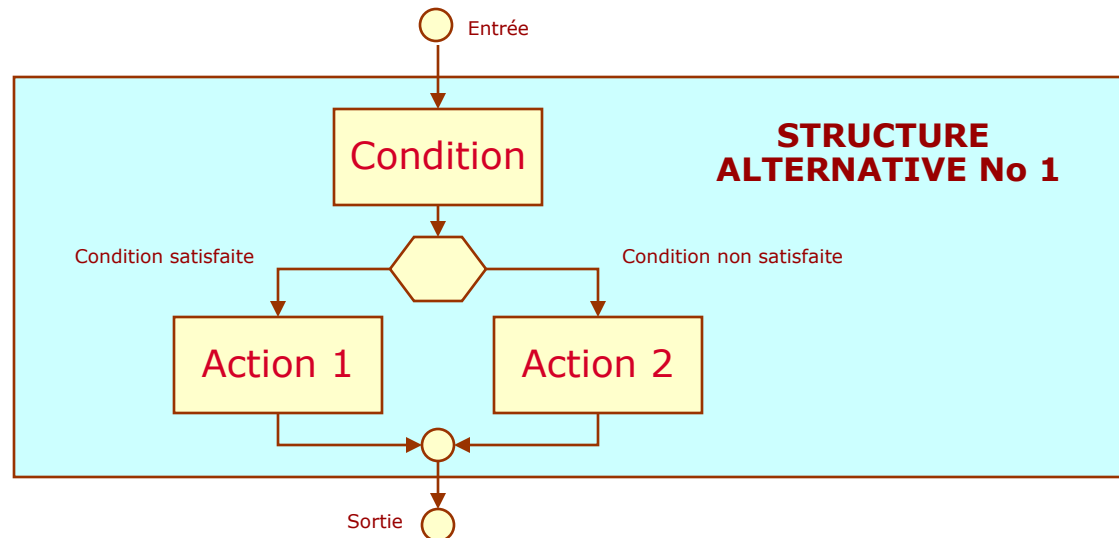 Entrée
STRUCTURE
ALTERNATIVE No 1
Condition
Condition satisfaite
Condition non satisfaite
Action 1
Action 2
Sortie